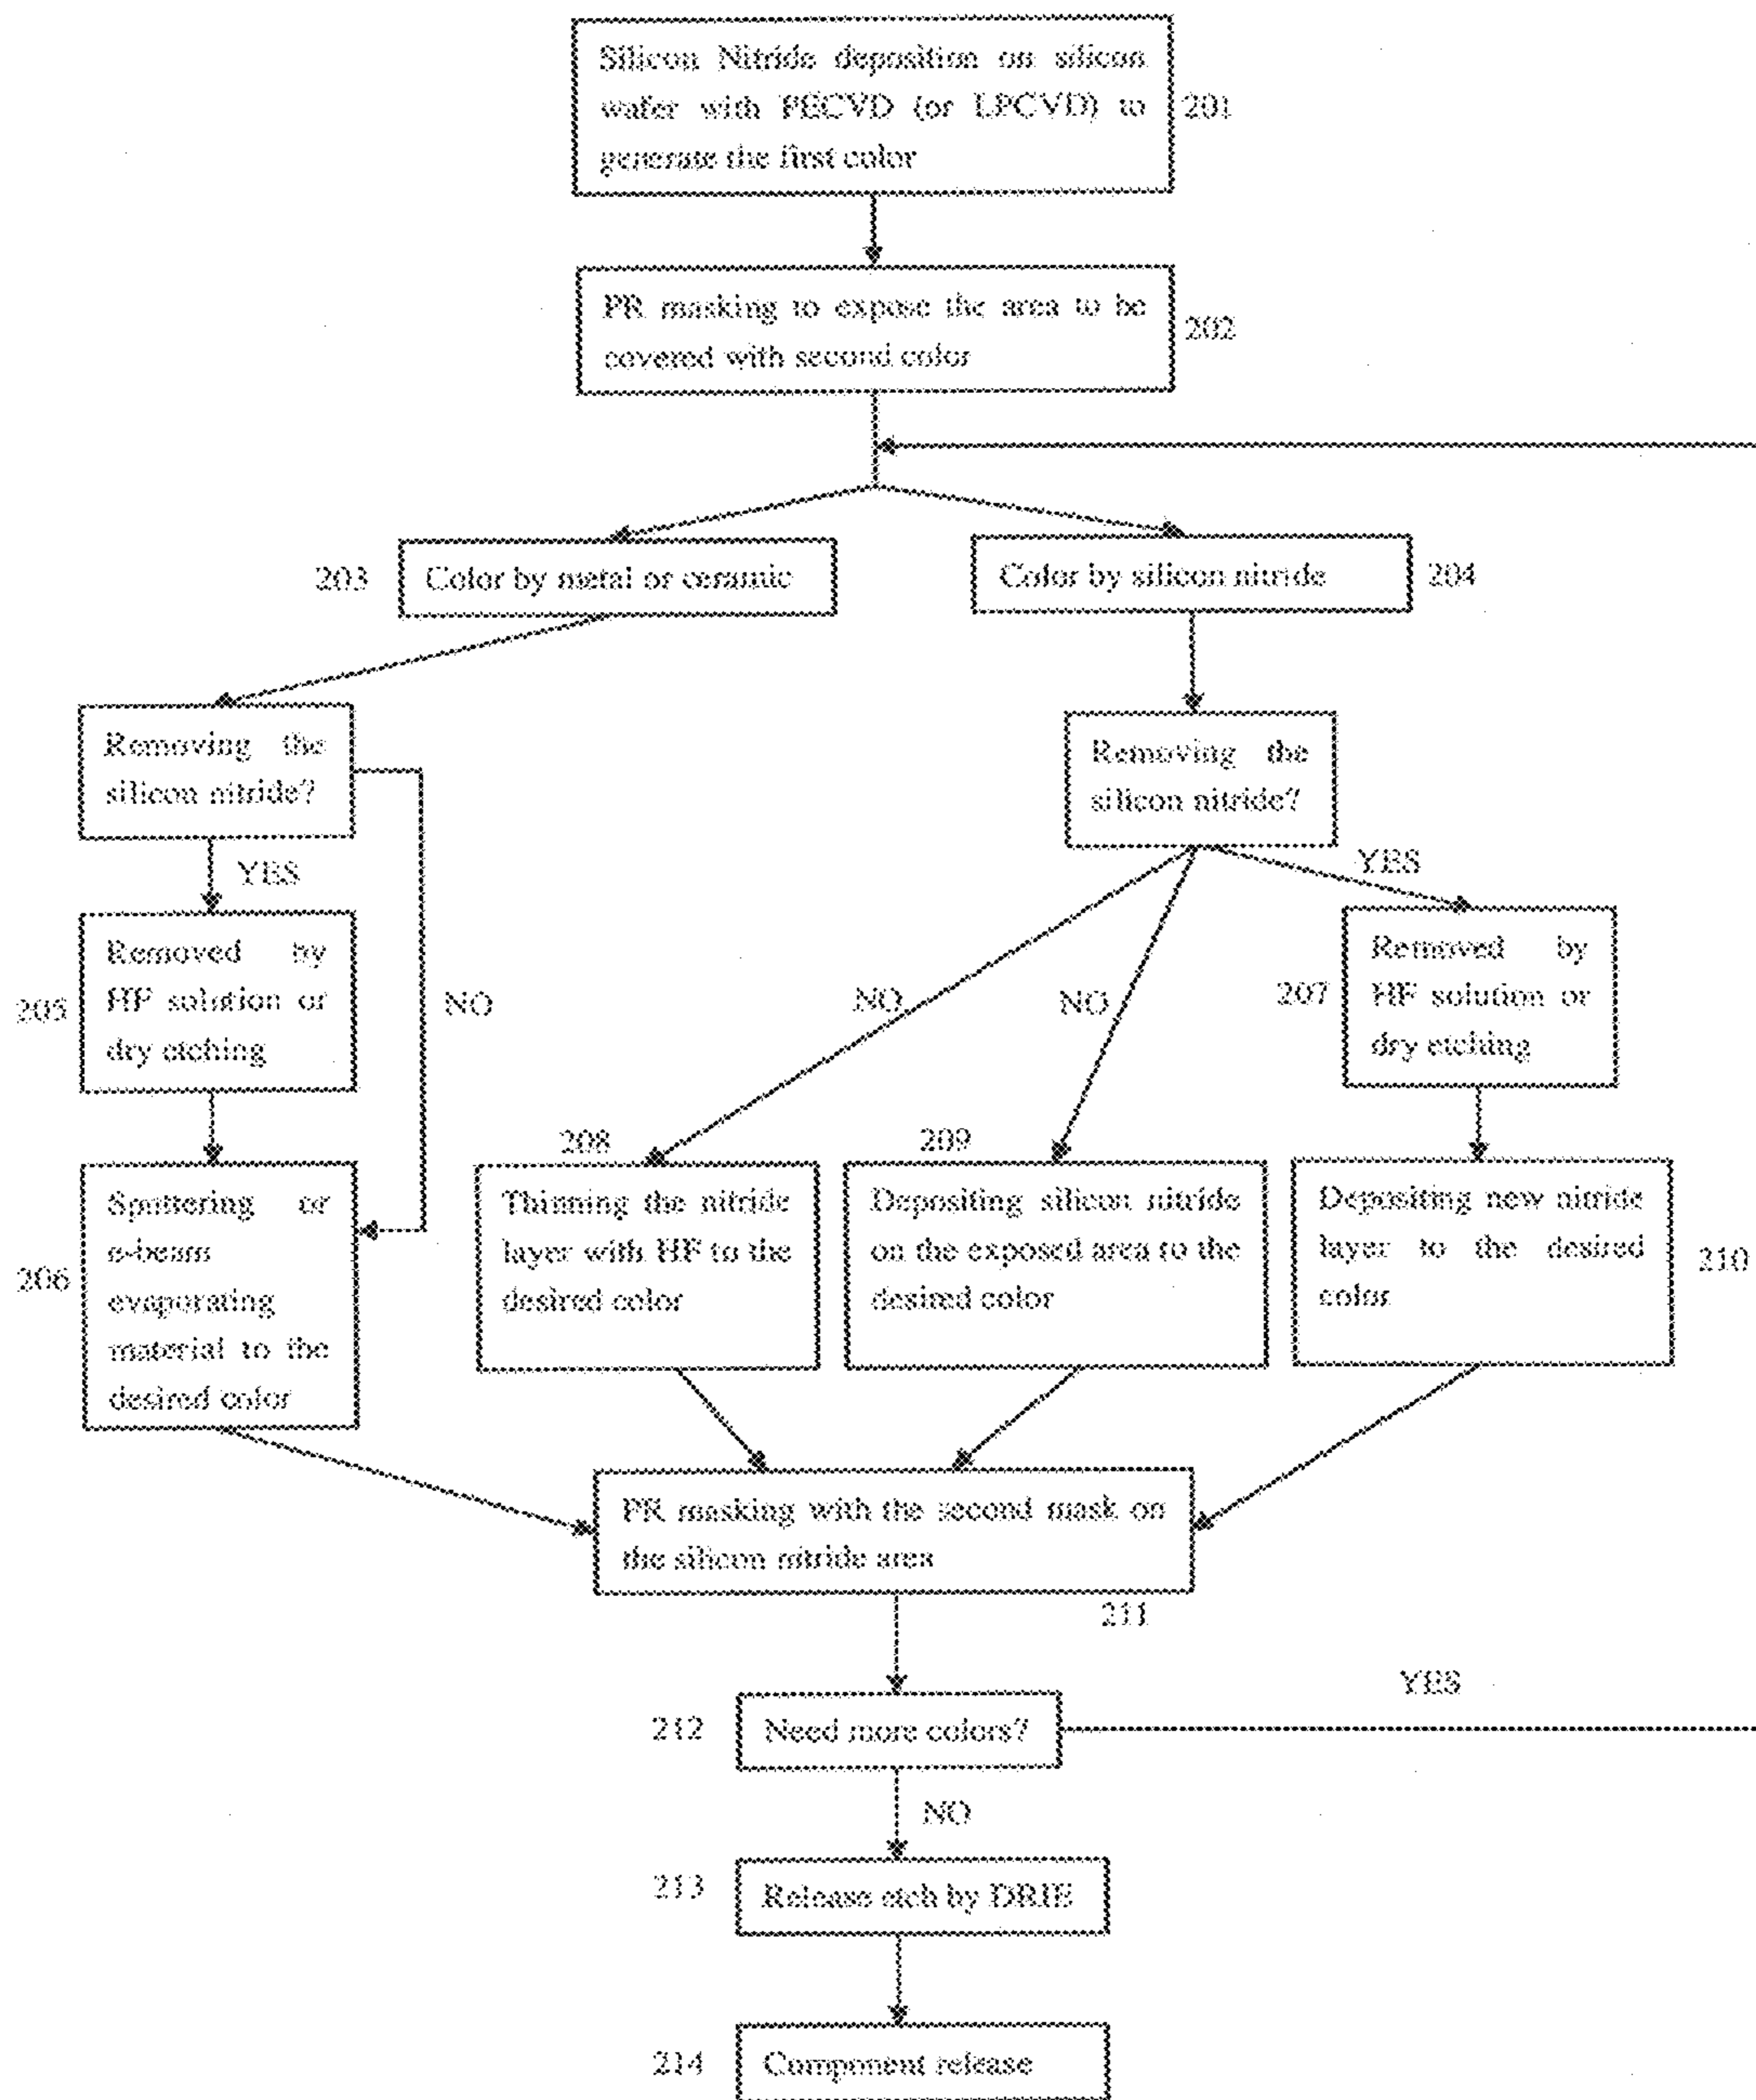 Silicon Nitride deposition on silicon
wafer with PECVD (or LPCVD) to
generate the first color
201
PR masking to expose the area to be
covered with second color
202
203
Color by metal or ceramic
Color by silicon nitride
204
Removing the
silicon nitride?
Removing the
silicon nitride?
YES
YES
Removed by
HF solution or
dry etching
205
NO
NO
NO
207
Removed by
HF solution or
dry etching
208
209
206
Sputtering or
e-beam
evaporating
material to the
desired color
Thinning the nitride
layer with HF to the
desired color
Depositing silicon nitride
on the exposed area to the
desired color
Depositing new nitride
layer to the desired
color
210
PR masking with the second mask on
the silicon nitride area
211
YES
212
Need more colors?
NO
213
Release etch by DRIE
214
Component release